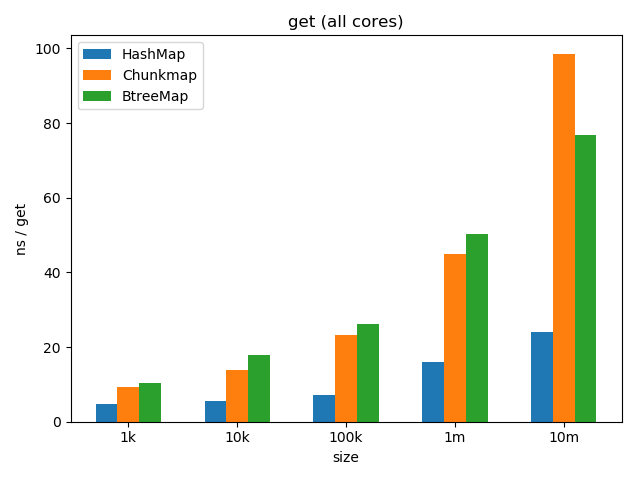 get (all cores)
HashMap
Chunkmap
BtreeMap
ns / get
100
80
60
40
20
0
1k 10k 100k 1m 10m
size